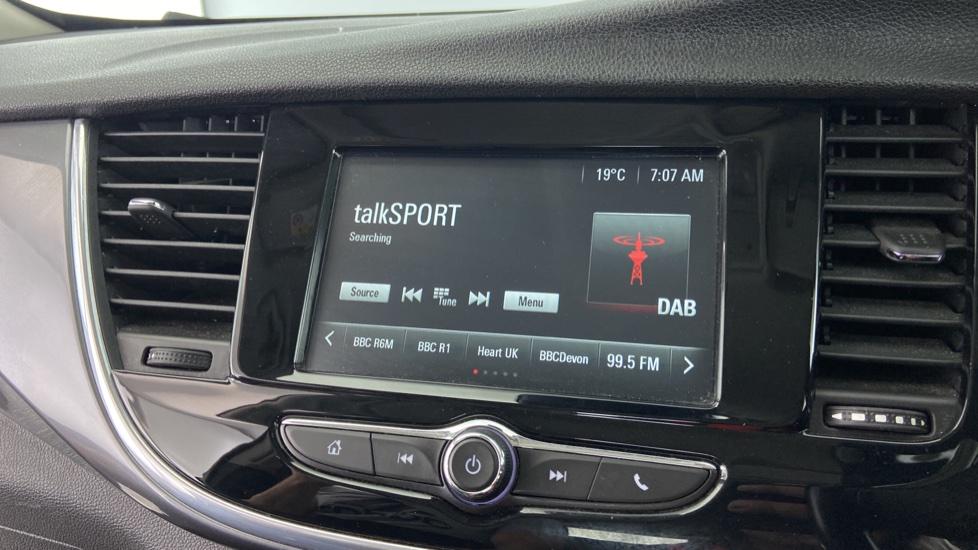 19°C 7:07 AM
talkSPORT
Searching
DAB
Source Tune Menu
BBC R6M BBC R1 Heart UK BBCDevon 99.5 FM